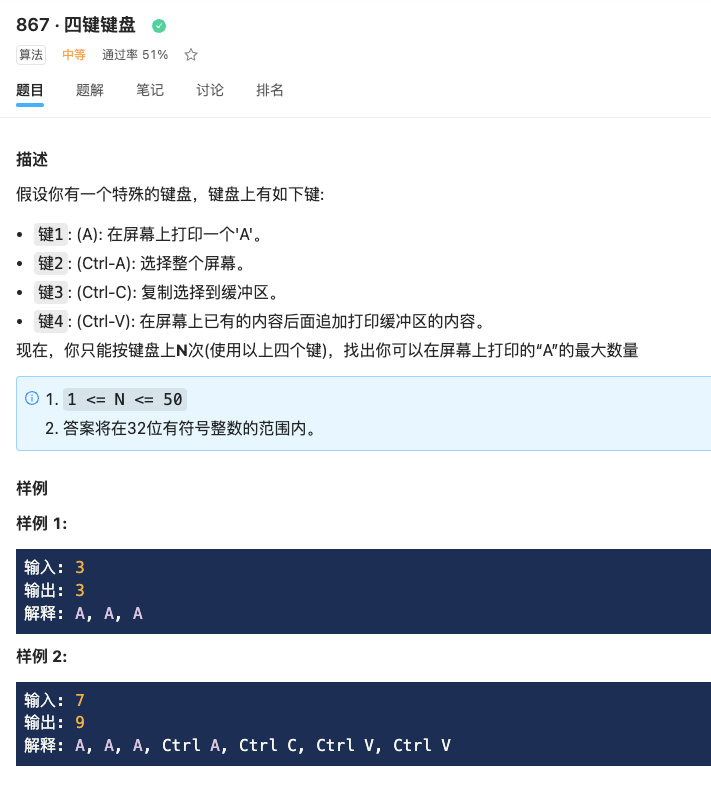 867 · 四键键盘
算法 中等 通过率 51%
题目 题解 笔记 讨论 排名
描述
假设你有一个特殊的键盘，键盘上有如下键:
• 键1: (A): 在屏幕上打印一个'A'。
• 键2: (Ctrl-A): 选择整个屏幕。
• 键3: (Ctrl-C): 复制选择到缓冲区。
• 键4: (Ctrl-V): 在屏幕上已有的内容后面追加打印缓冲区的内容。
现在，你只能按键盘上N次(使用以上四个键)，找出你可以在屏幕上打印的“A”的最大数量
1. 1 <= N <= 50
2. 答案将在32位有符号整数的范围内。
样例
样例 1:
输入: 3
输出: 3
解释: A, A, A
样例 2:
输入: 7
输出: 9
解释: A, A, A, Ctrl A, Ctrl C, Ctrl V, Ctrl V